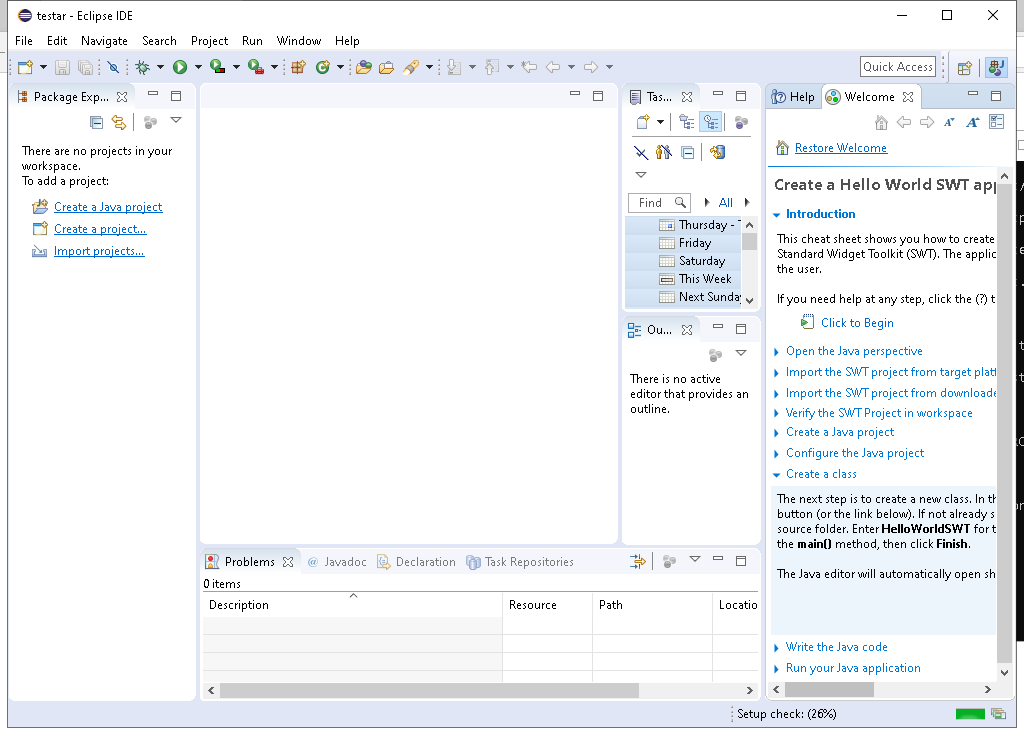 testar - Eclipse IDE
File Edit Navigate Search Project Run Window Help
Quick Access
Package Exp...
There are no projects in your
workspace.
To add a project:
Create a Java project
Create a project...
Import projects...
Tas...
Find
All
Thursday -
Friday
Saturday
This Week
Next Sunda
Ou...
There is no active
editor that provides an
outline.
Help Welcome
Restore Welcome
Create a Hello World SWT app
Introduction
This cheat sheet shows you how to create
Standard Widget Toolkit (SWT). The applic
the user.
If you need help at any step, click the (?) t
Click to Begin
Open the Java perspective
Import the SWT project from target platf
Import the SWT project from downloade
Verify the SWT Project in workspace
Create a Java project
Configure the Java project
Create a class
The next step is to create a new class. In th
button (or the link below). If not already s
source folder. Enter HelloWorldSWT for t
the main() method, then click Finish.
The Java editor will automatically open sh
Write the Java code
Run your Java application
Problems @ Javadoc Declaration Task Repositories
0 items
Description Resource Path Locatio
Setup check: (26%)